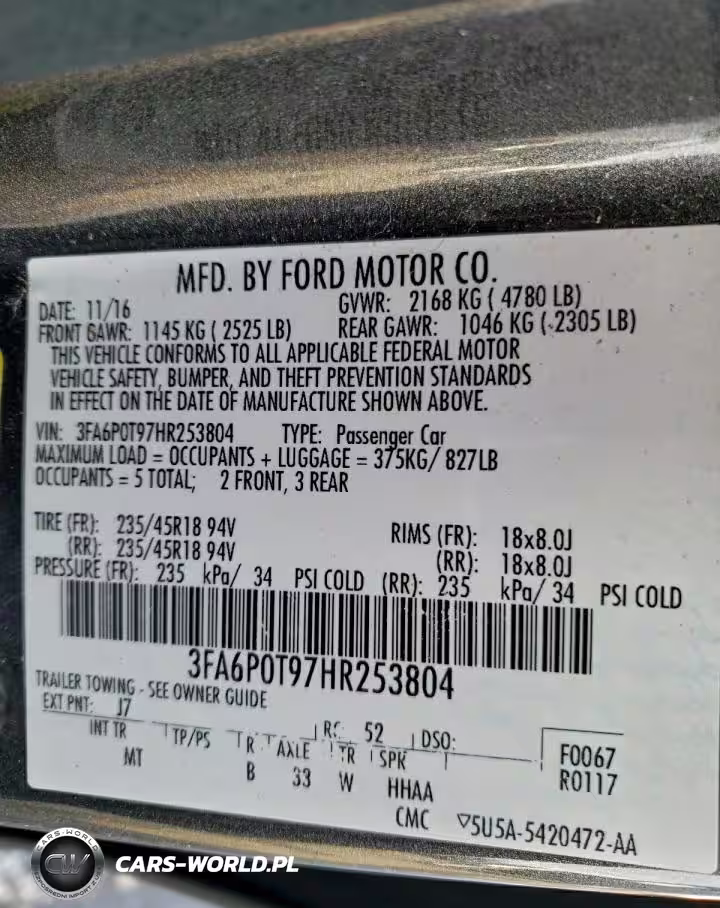 MFD. BY FORD MOTOR CO.
DATE: 11/16 GVWR: 2168 KG ( 4780 LB)
FRONT GAWR: 1145 KG ( 2525 LB) REAR GAWR: 1046 KG ( 2305 LB)
THIS VEHICLE CONFORMS TO ALL APPLICABLE FEDERAL MOTOR
VEHICLE SAFETY, BUMPER, AND THEFT PREVENTION STANDARDS
IN EFFECT ON THE DATE OF MANUFACTURE SHOWN ABOVE.
VIN: 3FA6P0T97HR253804 TYPE: Passenger Car
MAXIMUM LOAD = OCCUPANTS + LUGGAGE = 375KG/ 827LB
OCCUPANTS = 5 TOTAL; 2 FRONT, 3 REAR
TIRE (FR): 235/45R18 94V RIMS (FR): 18x8.0J
(RR): 235/45R18 94V (RR): 18x8.0J
PRESSURE (FR): 235 kPa/ 34 PSI COLD (RR): 235 kPa/ 34 PSI COLD
3FA6P0T97HR253804
TRAILER TOWING - SEE OWNER GUIDE
EXT PNT: J7 RC: 52 DSO: F0067
INT TR TP/PS R AXLE TR SPK R0117
MT B 33 W HHAA
CMC 5U5A-5420472-AA
CARS-WORLD
CW
CARS-WORLD.PL